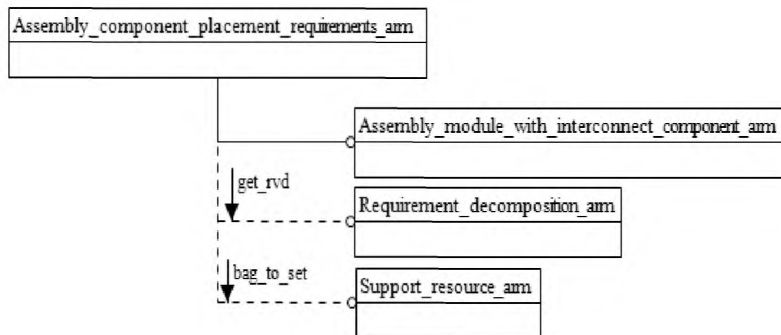 Assembly_component_placement_requirements_arm
Assembly_module_with_interconnect_component_arm
get_rvd
Requirement_decomposition_arm
bag_to_set
Support_resource_arm